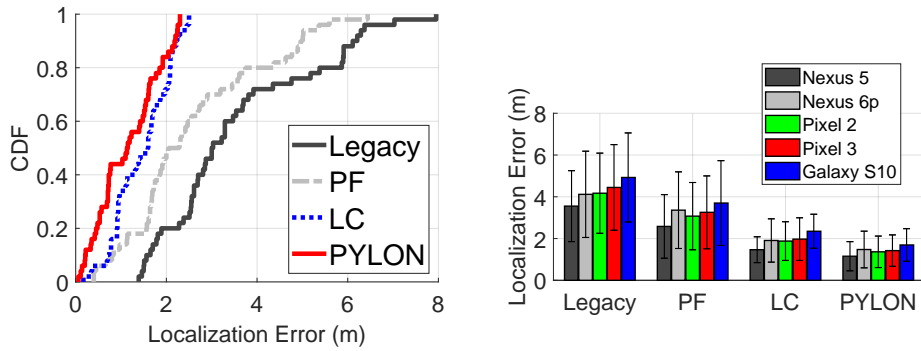 1
0.8
0.6
0.4
0.2
0
CDF
0 2 4 6 8
Localization Error (m)
Legacy
PF
LC
PYLON
Localization Error (m)
8
6
4
2
0
Nexus 5
Nexus 6p
Pixel 2
Pixel 3
Galaxy S10
Legacy PF LC PYLON